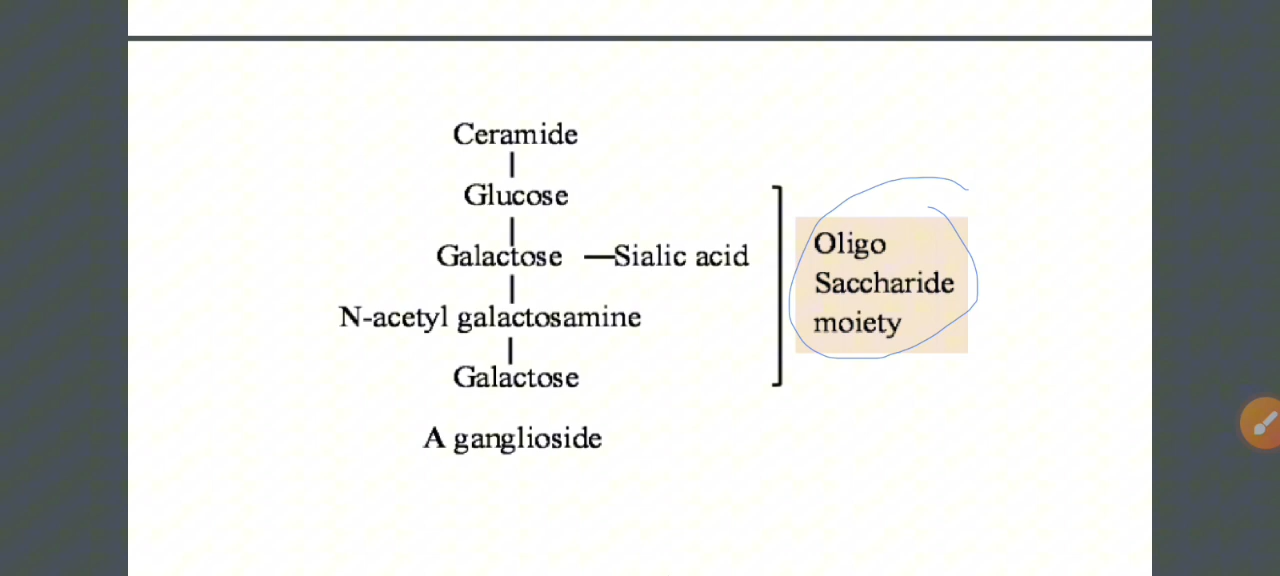 Ceramide
Glucose
Galactose —Sialic acid
N-acetyl galactosamine
Galactose
A ganglioside
Oligo
Saccharide
moiety